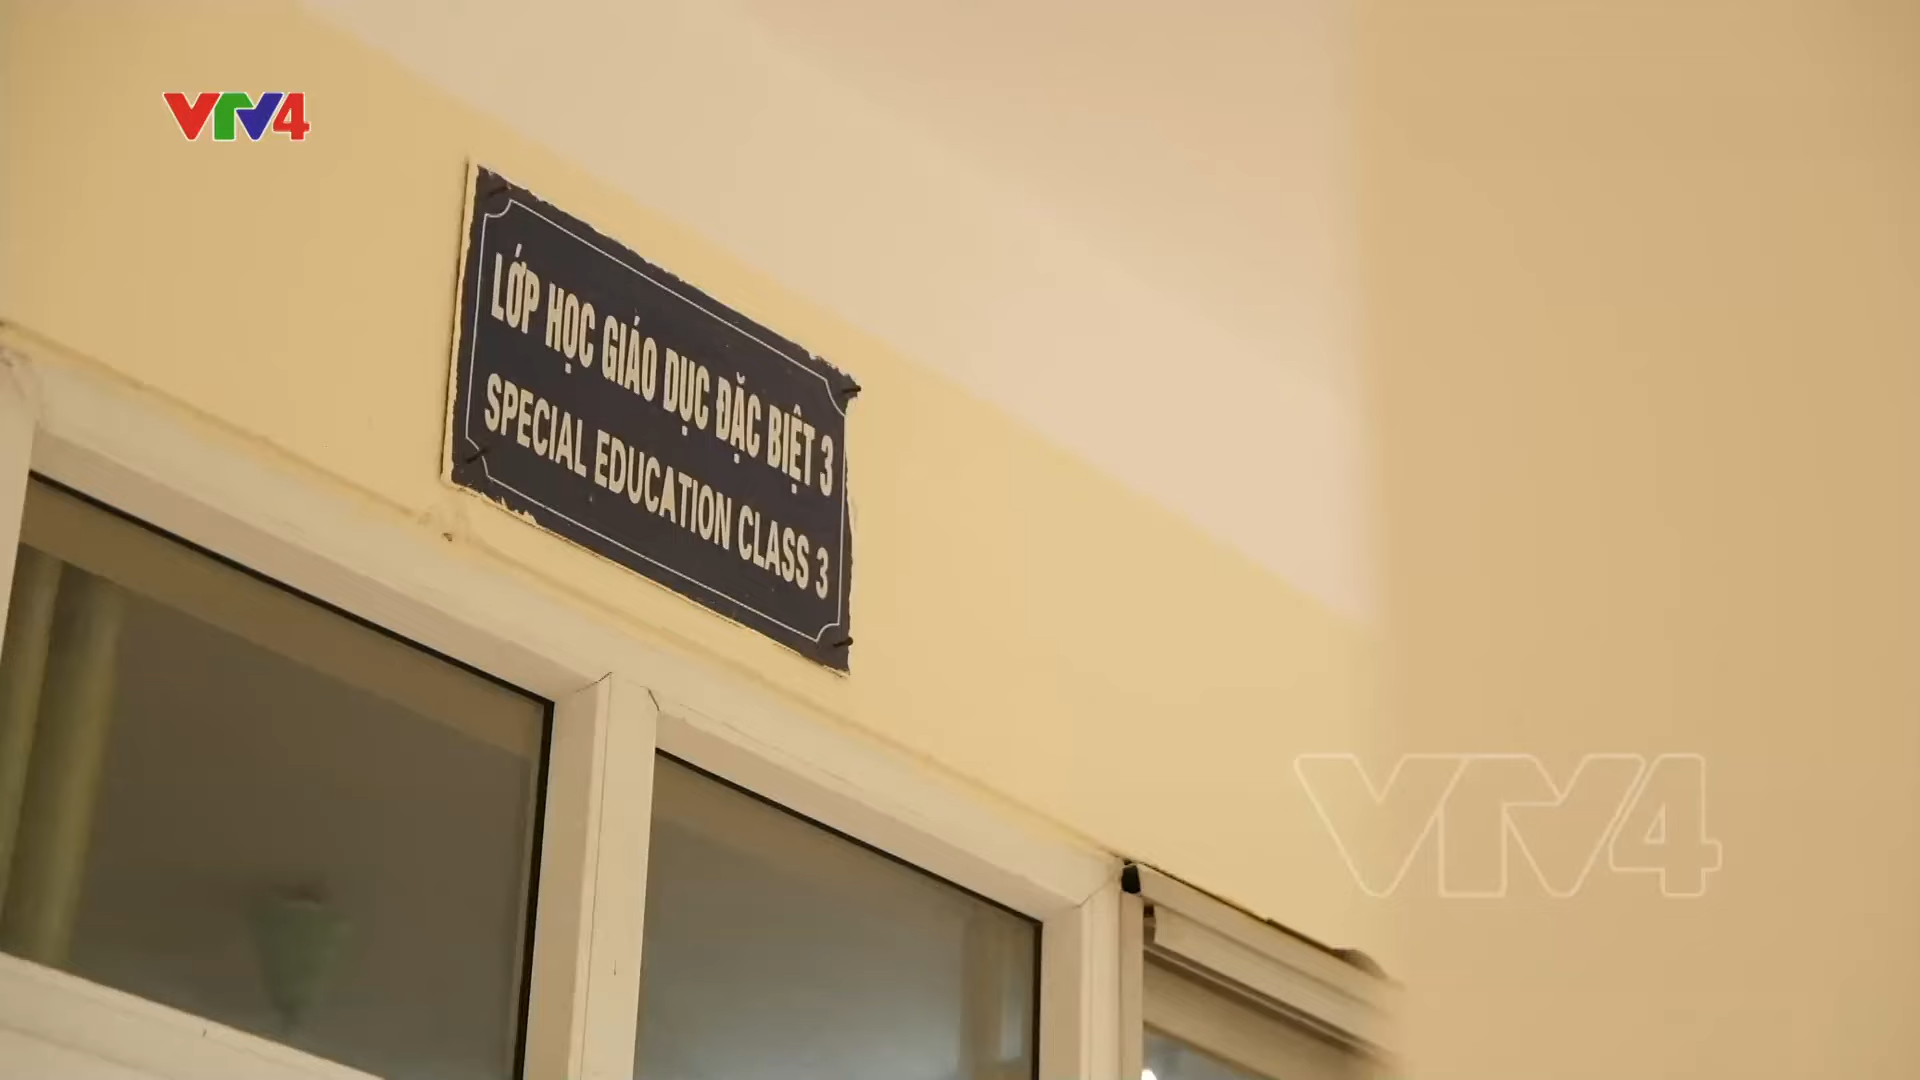 VTV4
LỚP HỌC GIÁO DỤC ĐẶC BIỆT 3
SPECIAL EDUCATION CLASS 3
VTV4